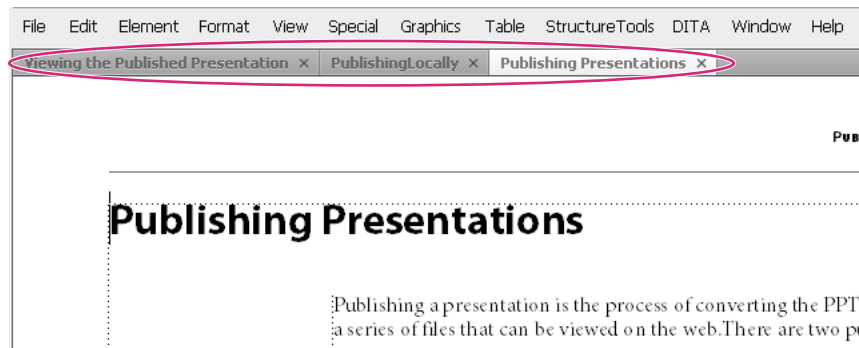 File Edit Element Format View Special Graphics Table StructureTools DITA Window Help
Viewing the Published Presentation × PublishingLocally × Publishing Presentations ×
Publishing Presentations
Publishing a presentation is the process of converting the PPT
a series of files that can be viewed on the web.There are two